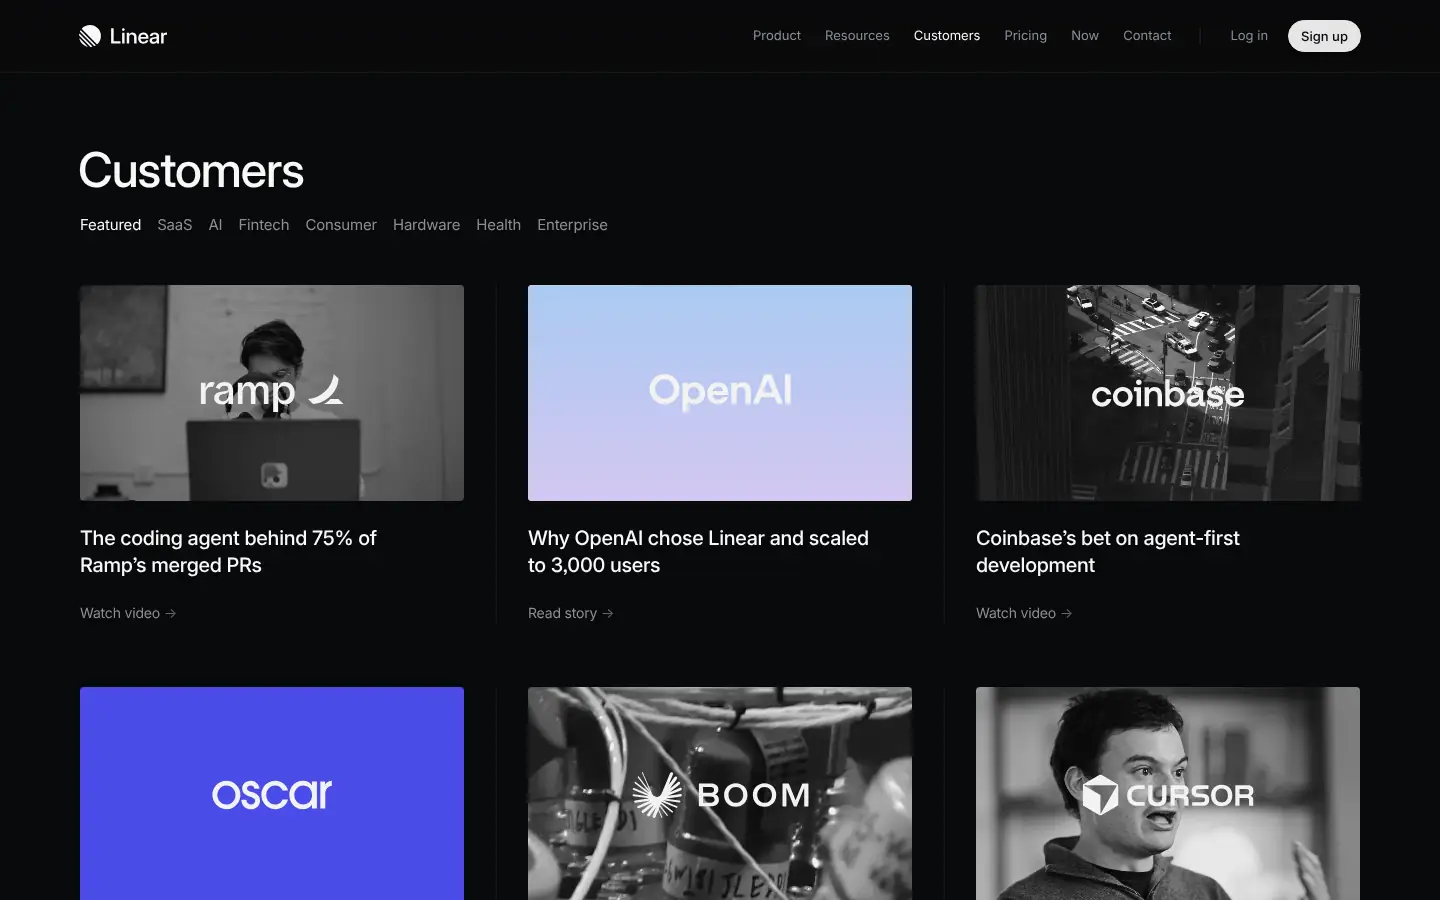 Linear
Product Resources Customers Pricing Now Contact Log in Sign up
Customers
Featured SaaS AI Fintech Consumer Hardware Health Enterprise
ramp
OpenAI
coinbase
The coding agent behind 75% of
Ramp’s merged PRs
Why OpenAI chose Linear and scaled
to 3,000 users
Coinbase’s bet on agent-first
development
Watch video →
Read story →
Watch video →
oscar
BOOM
CURSOR